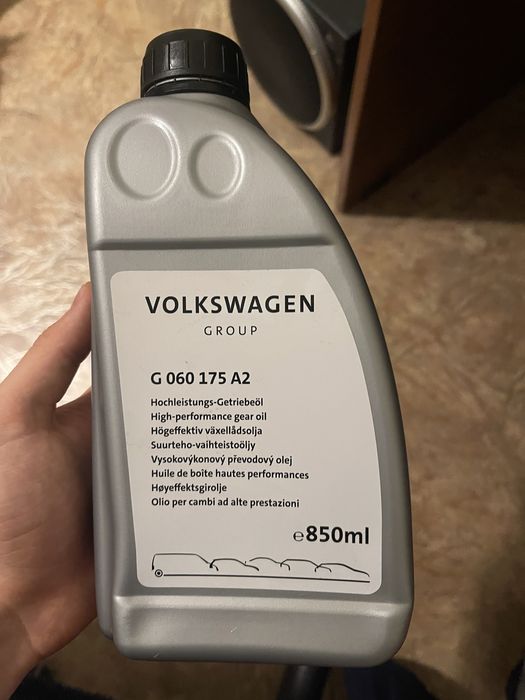 VOLKSWAGEN
GROUP
G 060 175 A2
Hochleistungs-Getriebeöl
High-performance gear oil
Högeffektiv växellådsolja
Suurteho-vaihteistoöljy
Vysokovýkonový převodový olej
Huile de boîte hautes performances
Høyeffektsgirolje
Olio per cambi ad alte prestazioni
℮850ml